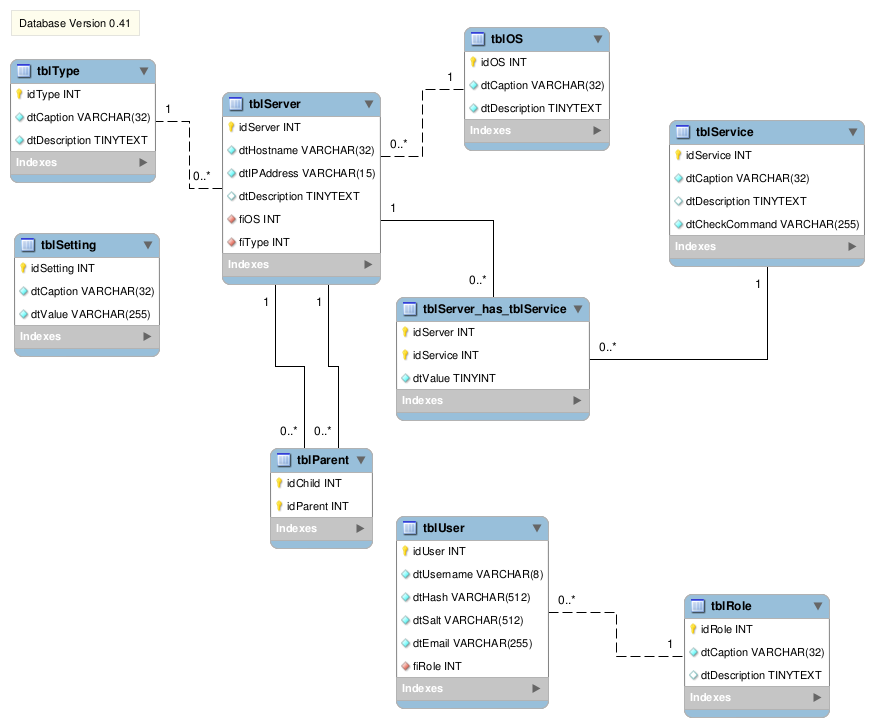 Database Version 0.41
tblType
idType INT
dtCaption VARCHAR(32)
dtDescription TINYTEXT
Indexes
1
0..*
tblServer
idServer INT
dtHostname VARCHAR(32)
dtIPAddress VARCHAR(15)
dtDescription TINYTEXT
fiOS INT
fiType INT
Indexes
0..*
1
tblOS
idOS INT
dtCaption VARCHAR(32)
dtDescription TINYTEXT
Indexes
tblService
idService INT
dtCaption VARCHAR(32)
dtDescription TINYTEXT
dtCheckCommand VARCHAR(255)
Indexes
tblSetting
idSetting INT
dtCaption VARCHAR(32)
dtValue VARCHAR(255)
Indexes
1
0..*
1
1
1
tblServer_has_tblService
idServer INT
idService INT
dtValue TINYINT
Indexes
0..*
0..*
0..*
tblParent
idChild INT
idParent INT
Indexes
tblUser
idUser INT
dtUsername VARCHAR(8)
dtHash VARCHAR(512)
dtSalt VARCHAR(512)
dtEmail VARCHAR(255)
fiRole INT
Indexes
0..*
1
tblRole
idRole INT
dtCaption VARCHAR(32)
dtDescription TINYTEXT
Indexes